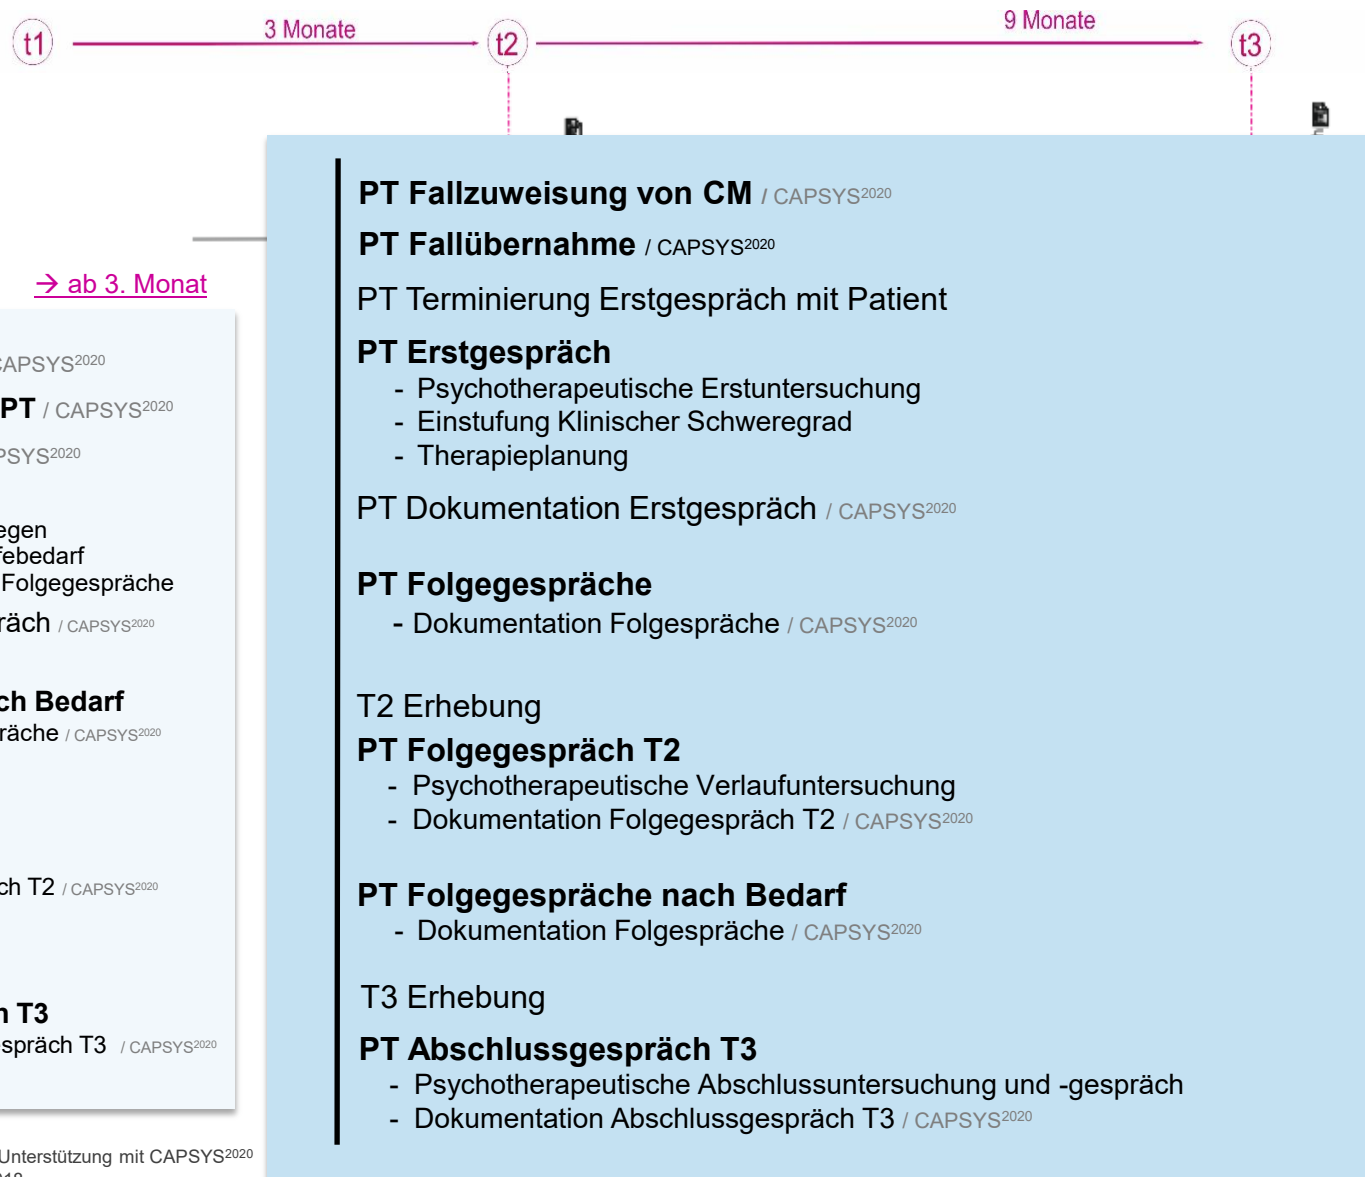 t1 3 Monate t2 9 Monate t3
→ ab 3. Monat
CAPSYS2020
PT / CAPSYS2020
PSYS2020
egen
febedarf
Folgegespräche
räch / CAPSYS2020
ch Bedarf
räche / CAPSYS2020
ch T2 / CAPSYS2020
h T3
spräch T3 / CAPSYS2020
Unterstützung mit CAPSYS2020
PT Fallzuweisung von CM / CAPSYS2020
PT Fallübernahme / CAPSYS2020
PT Terminierung Erstgespräch mit Patient
PT Erstgespräch
- Psychotherapeutische Erstuntersuchung
- Einstufung Klinischer Schweregrad
- Therapieplanung
PT Dokumentation Erstgespräch / CAPSYS2020
PT Folgegespräche
- Dokumentation Folgespräche / CAPSYS2020
T2 Erhebung
PT Folgegespräch T2
- Psychotherapeutische Verlaufuntersuchung
- Dokumentation Folgegespräch T2 / CAPSYS2020
PT Folgegespräche nach Bedarf
- Dokumentation Folgespräche / CAPSYS2020
T3 Erhebung
PT Abschlussgespräch T3
- Psychotherapeutische Abschlussuntersuchung und -gespräch
- Dokumentation Abschlussgespräch T3 / CAPSYS2020